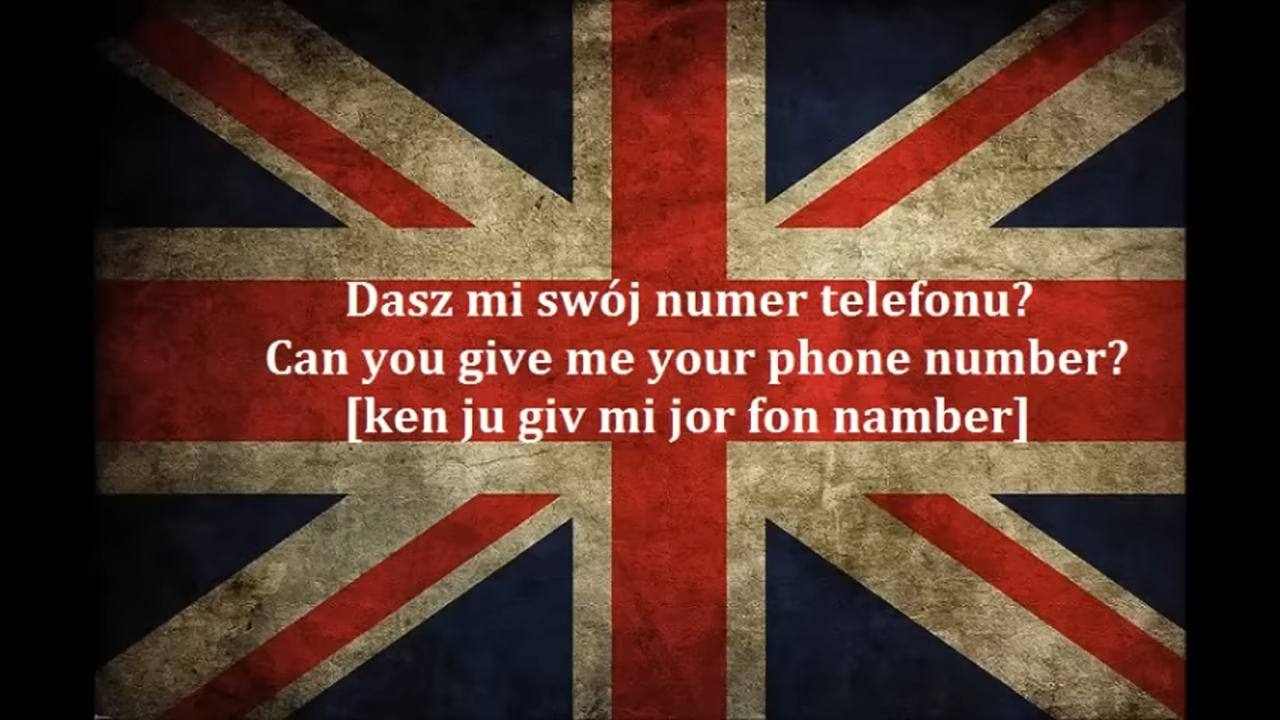 Dasz mi swój numer telefonu?
Can you give me your phone number?
[ken ju giv mi jor fon namber]